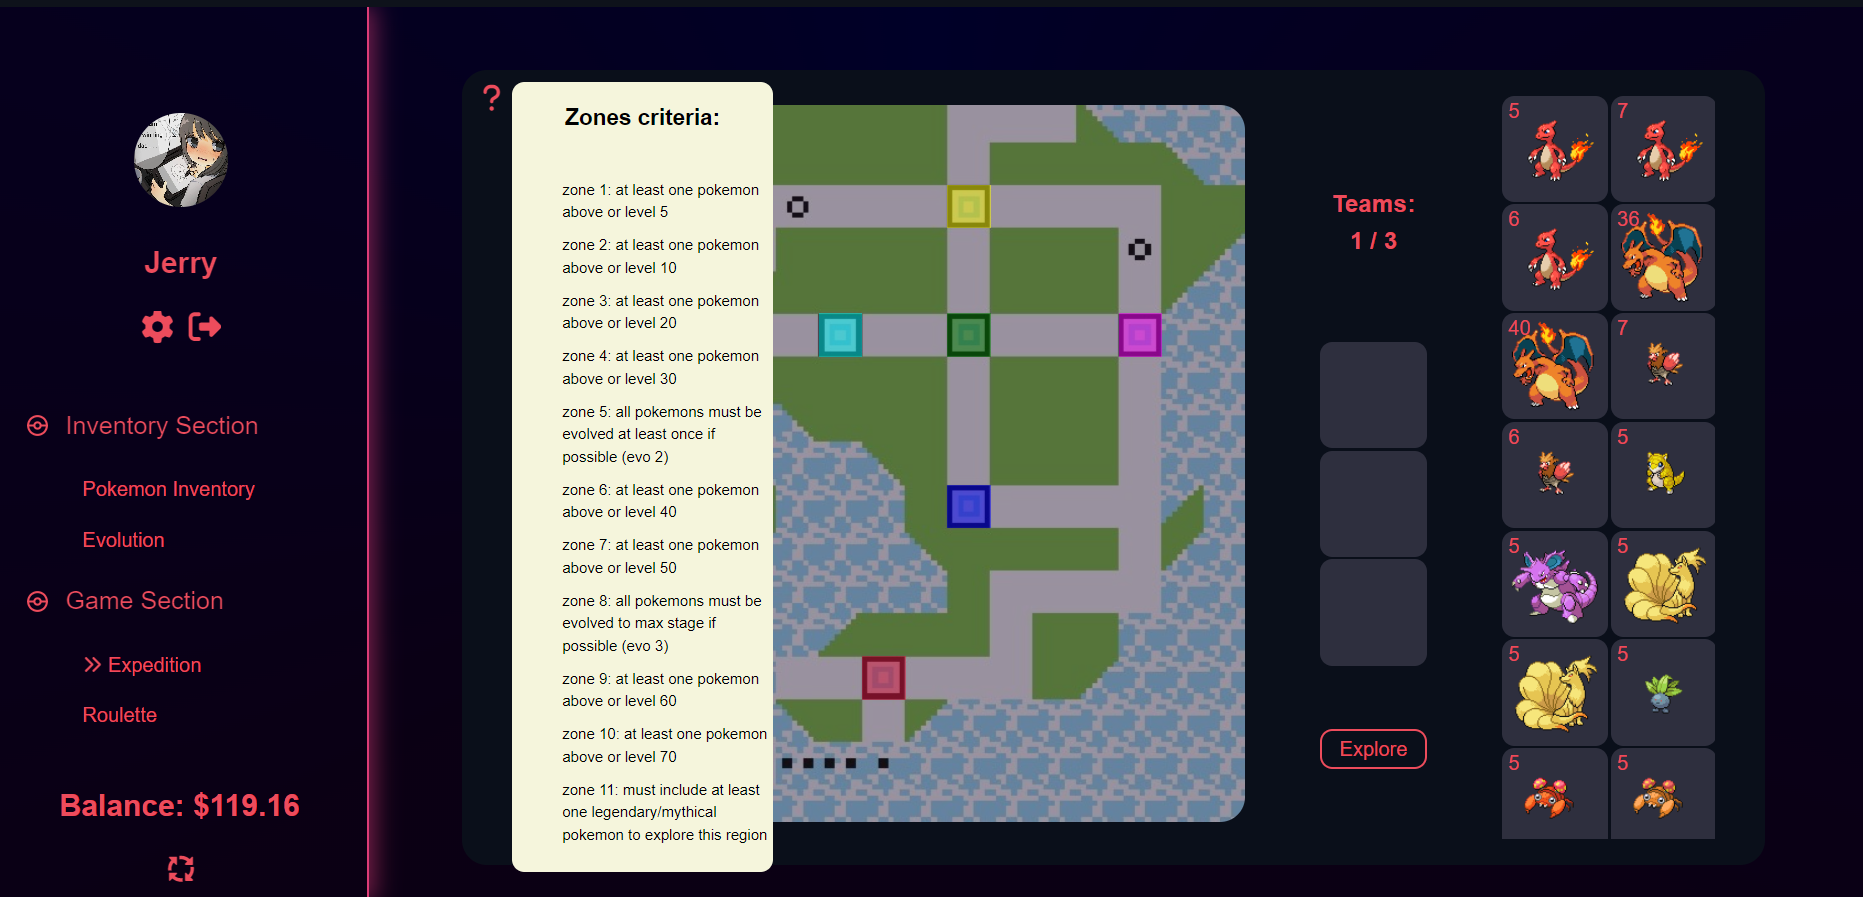 Jerry
Inventory Section
Pokemon Inventory
Evolution
Game Section
Expedition
Roulette
Balance: $119.16
?
Zones criteria:
zone 1: at least one pokemon
above or level 5
zone 2: at least one pokemon
above or level 10
zone 3: at least one pokemon
above or level 20
zone 4: at least one pokemon
above or level 30
zone 5: all pokemons must be
evolved at least once if
possible (evo 2)
zone 6: at least one pokemon
above or level 40
zone 7: at least one pokemon
above or level 50
zone 8: all pokemons must be
evolved to max stage if
possible (evo 3)
zone 9: at least one pokemon
above or level 60
zone 10: at least one pokemon
above or level 70
zone 11: must include at least
one legendary/mythical
pokemon to explore this region
Teams:
1 / 3
Explore
5 7
6 36
40 7
6 5
5 5
5 5
5 5